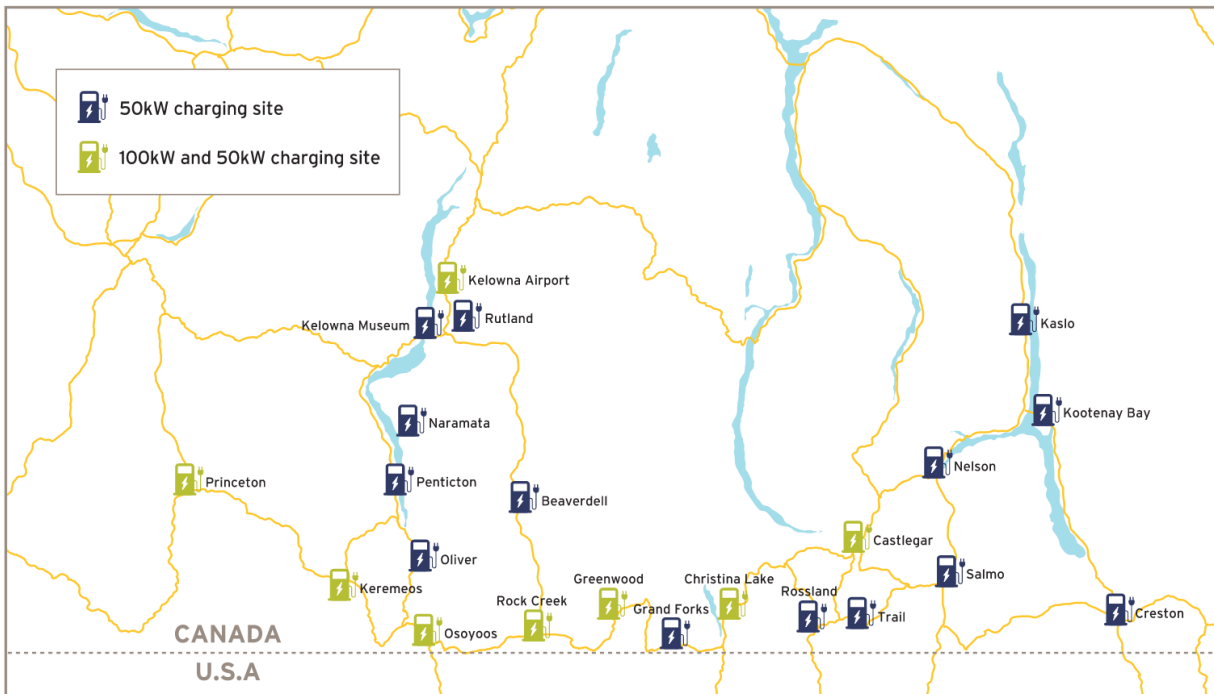 50kW charging site
100kW and 50kW charging site
Kelowna Airport
Rutland
Kelowna Museum
Kaslo
Kootenay Bay
Naramata
Nelson
Princeton
Penticton
Beaverdell
Castlegar
Oliver
Salmo
Keremeos
Greenwood
Christina Lake
Rossland
Rock Creek
Grand Forks
Trail
Creston
Osoyoos
CANADA
U.S.A